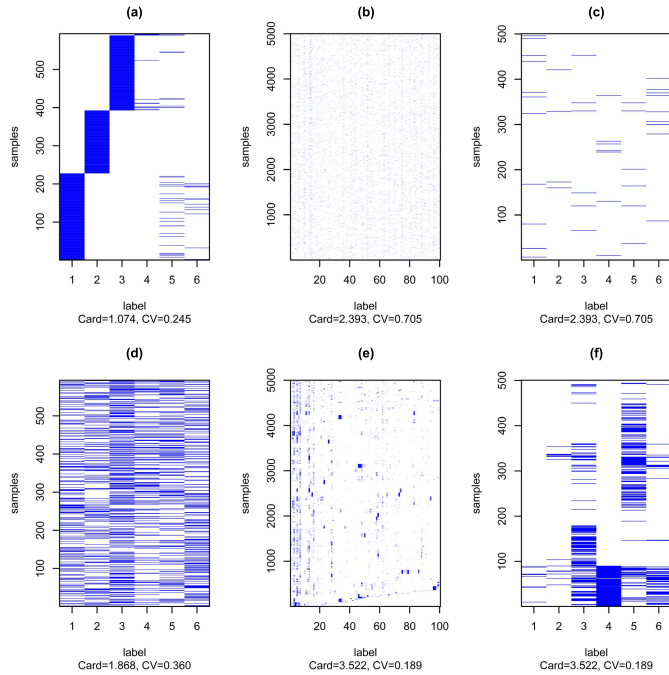 (a)
samples
100 200 300 400 500
1 2 3 4 5 6
label
Card=1.074, CV=0.245
(b)
samples
1000 2000 3000 4000 5000
20 40 60 80 100
label
Card=2.393, CV=0.705
(c)
samples
100 200 300 400 500
1 2 3 4 5 6
label
Card=2.393, CV=0.705
(d)
samples
100 200 300 400 500
1 2 3 4 5 6
label
Card=1.868, CV=0.360
(e)
samples
1000 2000 3000 4000 5000
20 40 60 80 100
label
Card=3.522, CV=0.189
(f)
samples
100 200 300 400 500
1 2 3 4 5 6
label
Card=3.522, CV=0.189